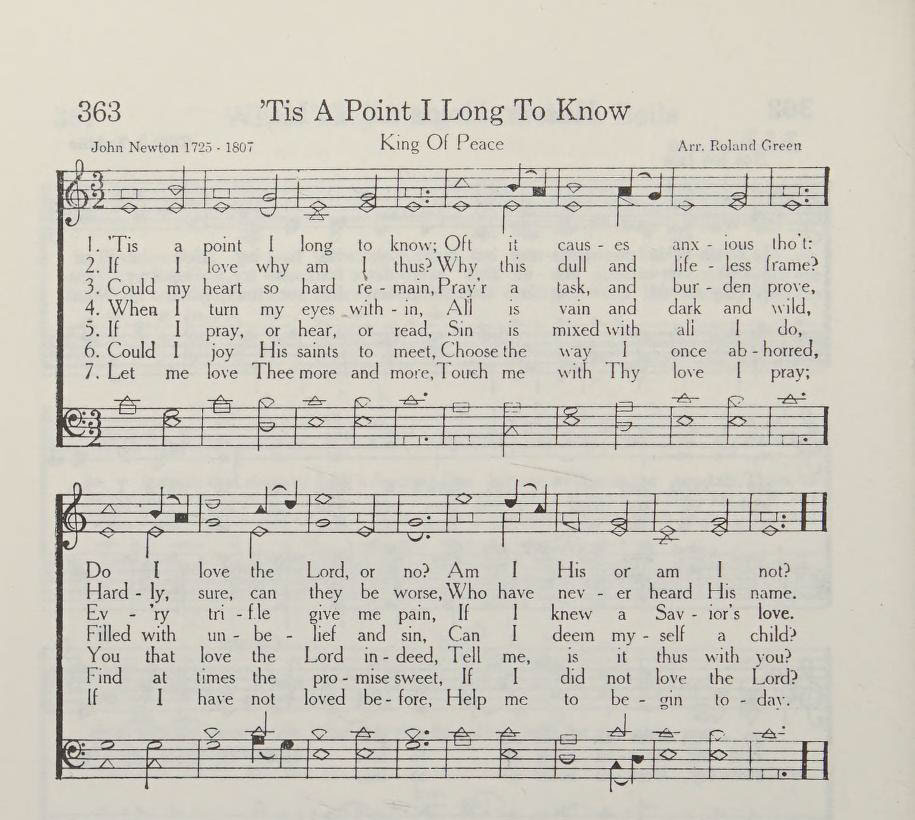 363 'Tis A Point I Long To Know
John Newton 1725 - 1807 King Of Peace Arr. Roland Green
3 2
1. 'Tis a point I long to know; Oft it caus - es anx - ious tho't:
2. If I love why am I thus? Why this dull and life - less frame?
3. Could my heart so hard re - main, Pray'r a task, and bur - den prove,
4. When I turn my eyes with - in, All is vain and dark and wild,
5. If I pray, or hear, or read, Sin is mixed with all I do,
6. Could I joy His saints to meet, Choose the way I once ab - horred,
7. Let me love Thee more and more, Touch me with Thy love I pray;
3 2
Do I love the Lord, or no? Am I His or am I not?
Hard - ly, sure, can they be worse, Who have nev - er heard His name.
Ev - 'ry tri - fle give me pain, If I knew a Sav - ior's love.
Filled with un - be - lief and sin, Can I deem my - self a child?
You that love the Lord in - deed, Tell me, is it thus with you?
Find at times the pro - mise sweet, If I did not love the Lord?
If I have not loved be - fore, Help me to be - gin to - day.